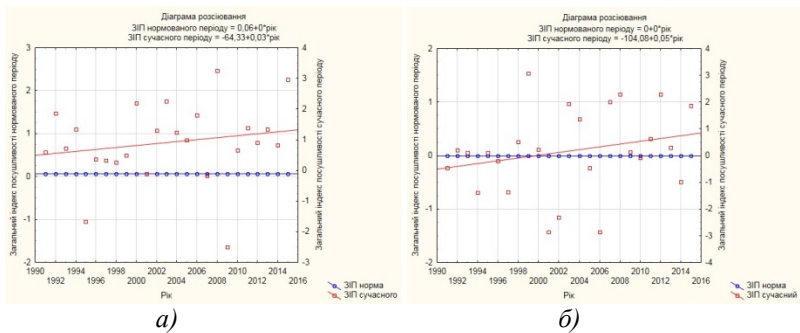 Діаграма розсіювання
ЗІП нормованого періоду = 0,06+0*рік
ЗІП сучасного періоду = -64,33+0,03*рік
Загальний індекс посушливості нормованого періоду
3
2
1
0
-1
-2
4
3
2
1
0
-1
-2
-3
Загальний індекс посушливості сучасного періоду
1990 1994 1998 2002 2006 2010 2014
1992 1996 2000 2004 2008 2012 2016
Рік
ЗІП норма
ЗІП сучасного
а)
Діаграма розсіювання
ЗІП нормованого періоду = 0+0*рік
ЗІП сучасного періоду = -104,08+0,05*рік
Загальний індекс посушливості нормованого періоду
2
1
0
-1
-2
4
3
2
1
0
-1
-2
-3
-4
Загальний індекс посушливості сучасного періоду
1990 1994 1998 2002 2006 2010 2014
1992 1996 2000 2004 2008 2012 2016
Рік
ЗІП норма
ЗІП сучасний
б)